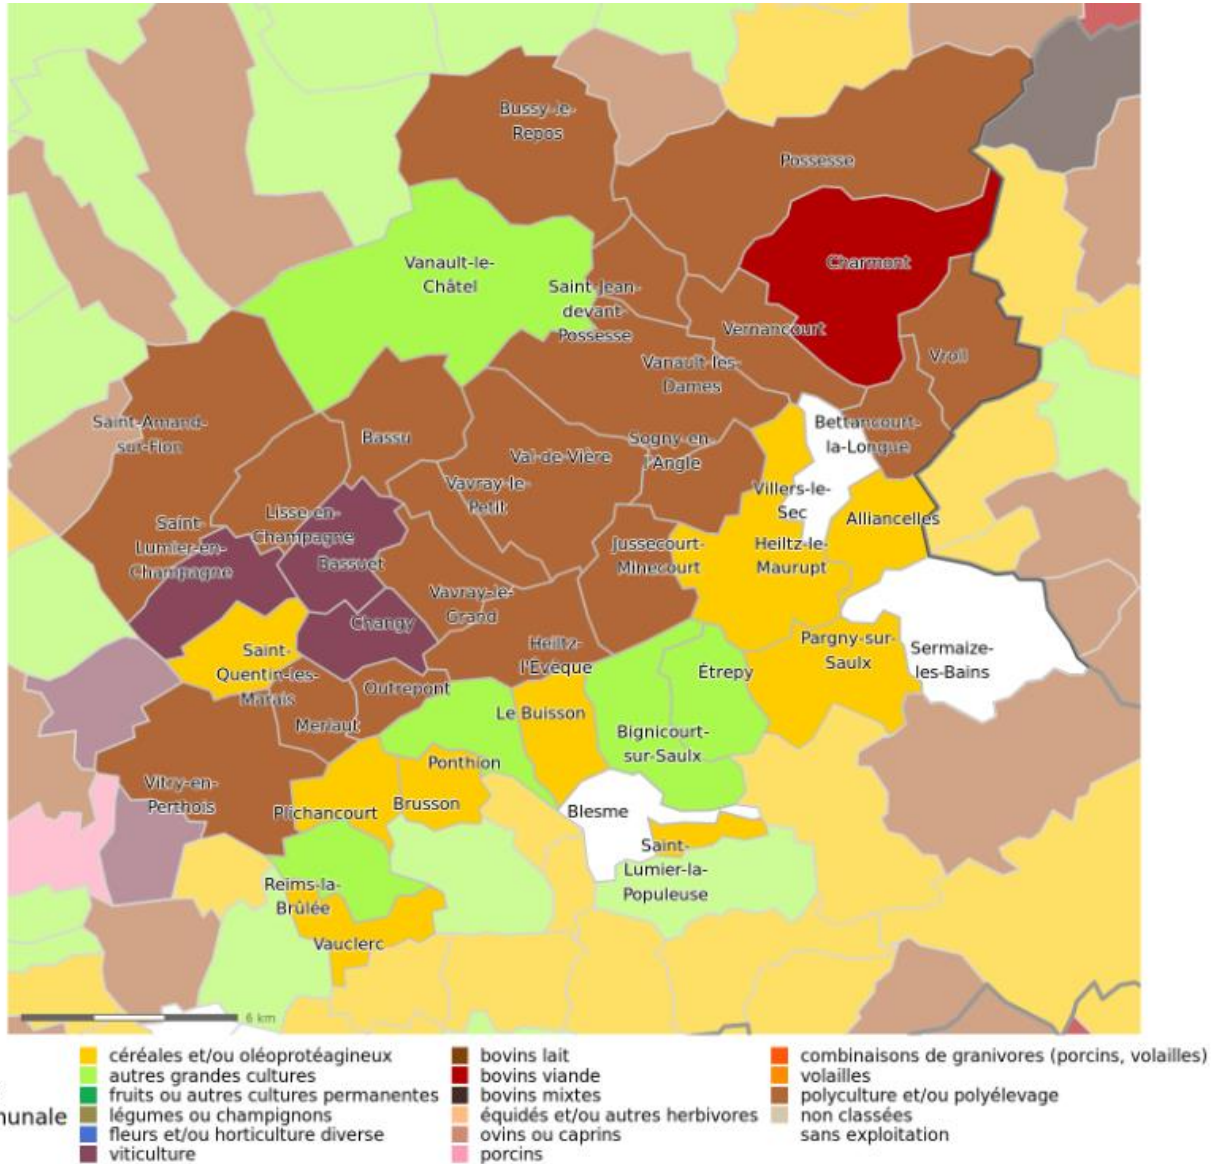 Bussy-le-
Repos
Possesse
Vanault-le-
Châtel
Charmont
Saint-Jean-
devant-
Possesse
Vernancourt
Vroil
Vanault-les-
Dames
Saint-Amand-
sur-Fion
Bassu
Bettancourt-
la-Longue
Sogny-en-
l'Angle
Val-de-Vière
Vavray-le-
Petit
Villers-le-
Sec
Lisse-en-
Champagne
Alliancelles
Saint-
Lumier-en-
Champagne
Bassuet
Jussecourt-
Minecourt
Heiltz-le-
Maurupt
Vavray-le-
Grand
Changy
Heiltz-
l'Évêque
Pargny-sur-
Saulx
Sermaize-
les-Bains
Saint-
Quentin-les-
Marais
Étrepy
Outrepont
Le Buisson
Merlaut
Bignicourt-
sur-Saulx
Ponthion
Vitry-en-
Perthois
Plichancourt
Brusson
Blesme
Saint-
Lumier-la-
Populeuse
Reims-la-
Brûlée
Vauclerc
6 km
nunale
céréales et/ou oléoprotéagineux
autres grandes cultures
fruits ou autres cultures permanentes
légumes ou champignons
fleurs et/ou horticulture diverse
viticulture
bovins lait
bovins viande
bovins mixtes
équidés et/ou autres herbivores
ovins ou caprins
porcins
combinaisons de granivores (porcins, volailles)
volailles
polyculture et/ou polyélevage
non classées
sans exploitation